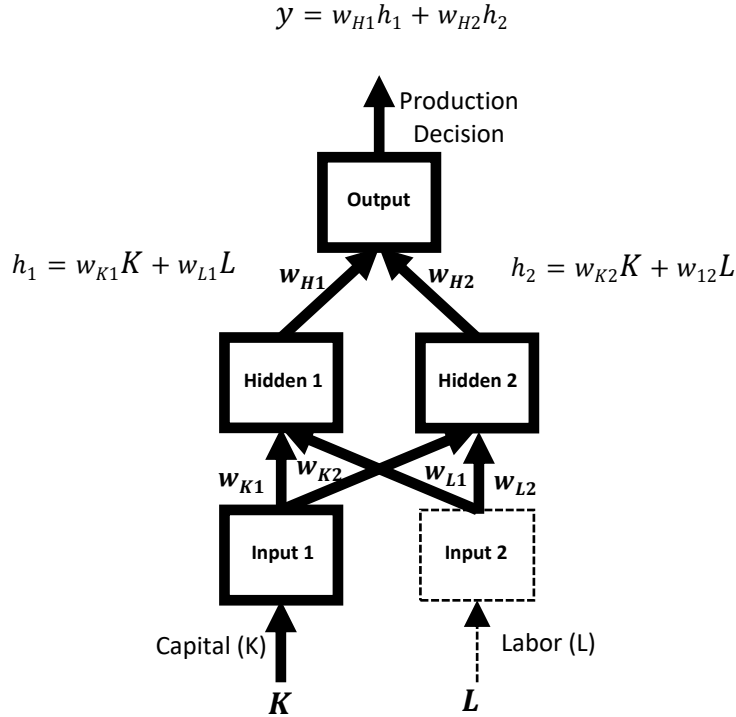 y = w_{H1}h_1 + w_{H2}h_2
Production
Decision
Output
h_1 = w_{K1}K + w_{L1}L
w_{H1}
w_{H2}
h_2 = w_{K2}K + w_{12}L
Hidden 1
Hidden 2
w_{K1}
w_{K2}
w_{L1}
w_{L2}
Input 1
Input 2
Capital (K)
Labor (L)
K
L